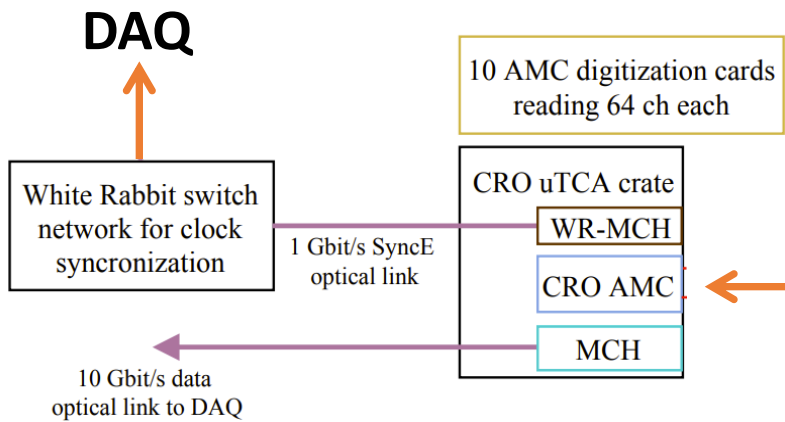 DAQ
10 AMC digitization cards
reading 64 ch each
White Rabbit switch
network for clock
syncronization
CRO uTCA crate
WR-MCH
1 Gbit/s SyncE
optical link
CRO AMC
MCH
10 Gbit/s data
optical link to DAQ